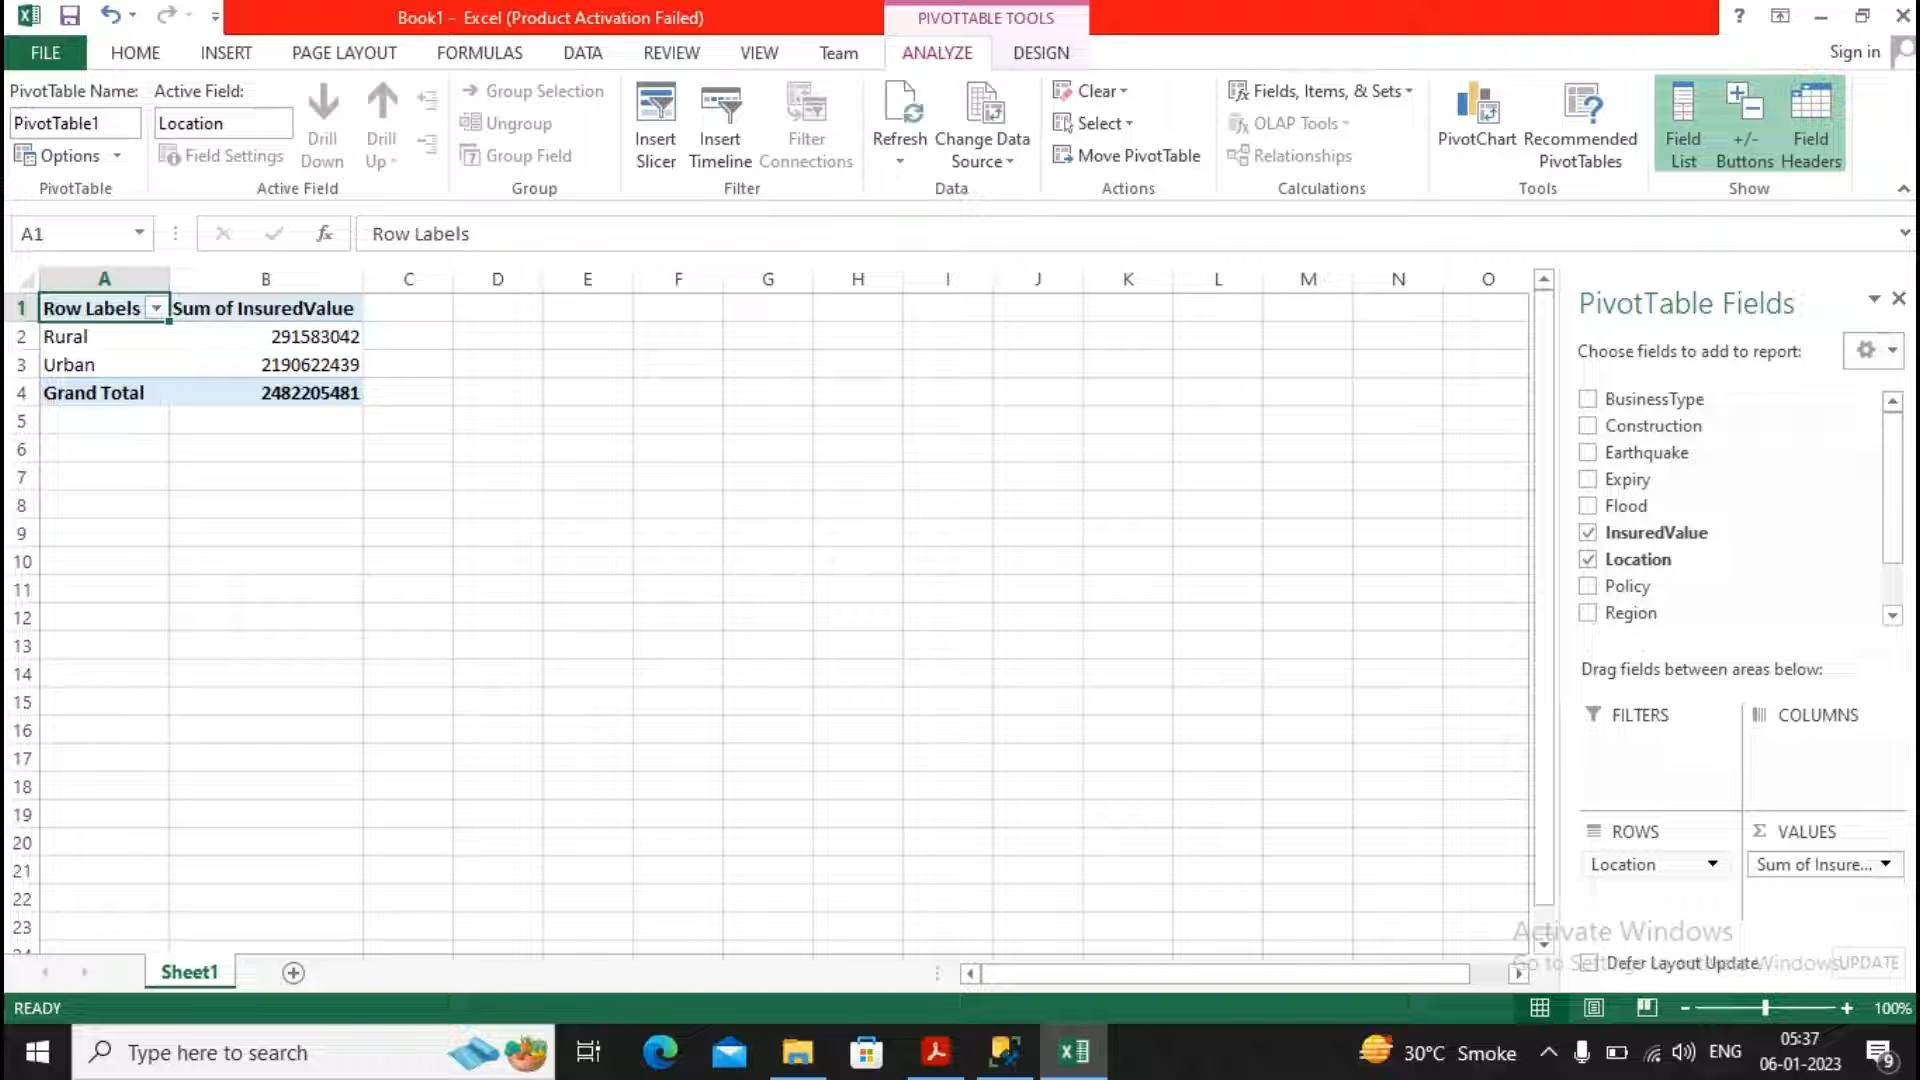 Book1 - Excel (Product Activation Failed)
PIVOTTABLE TOOLS
?
FILE HOME INSERT PAGE LAYOUT FORMULAS DATA REVIEW VIEW Team ANALYZE DESIGN Sign in
PivotTable Name: Active Field:
PivotTable1 Location
Options Field Settings
Drill Down
Drill Up
Group Selection
Ungroup
Group Field
Insert Slicer
Insert Timeline
Filter Connections
Refresh
Change Data Source
Clear
Select
Move PivotTable
Fields, Items, & Sets
OLAP Tools
Relationships
PivotChart
Recommended PivotTables
Field List
+/- Buttons
Field Headers
PivotTable Active Field Group Filter Data Actions Calculations Tools Show
A1 fx Row Labels
A B C D E F G H I J K L M N O
1 Row Labels Sum of InsuredValue
2 Rural 291583042
3 Urban 2190622439
4 Grand Total 2482205481
5
6
7
8
9
10
11
12
13
14
15
16
17
18
19
20
21
22
23
PivotTable Fields
Choose fields to add to report:
BusinessType
Construction
Earthquake
Expiry
Flood
InsuredValue
Location
Policy
Region
Drag fields between areas below:
FILTERS COLUMNS
ROWS Σ VALUES
Location Sum of Insure...
Activate Windows
Go to Settings to activate Windows.
Defer Layout Update UPDATE
Sheet1
READY 100%
Type here to search
30°C Smoke ENG
05:37
06-01-2023
9